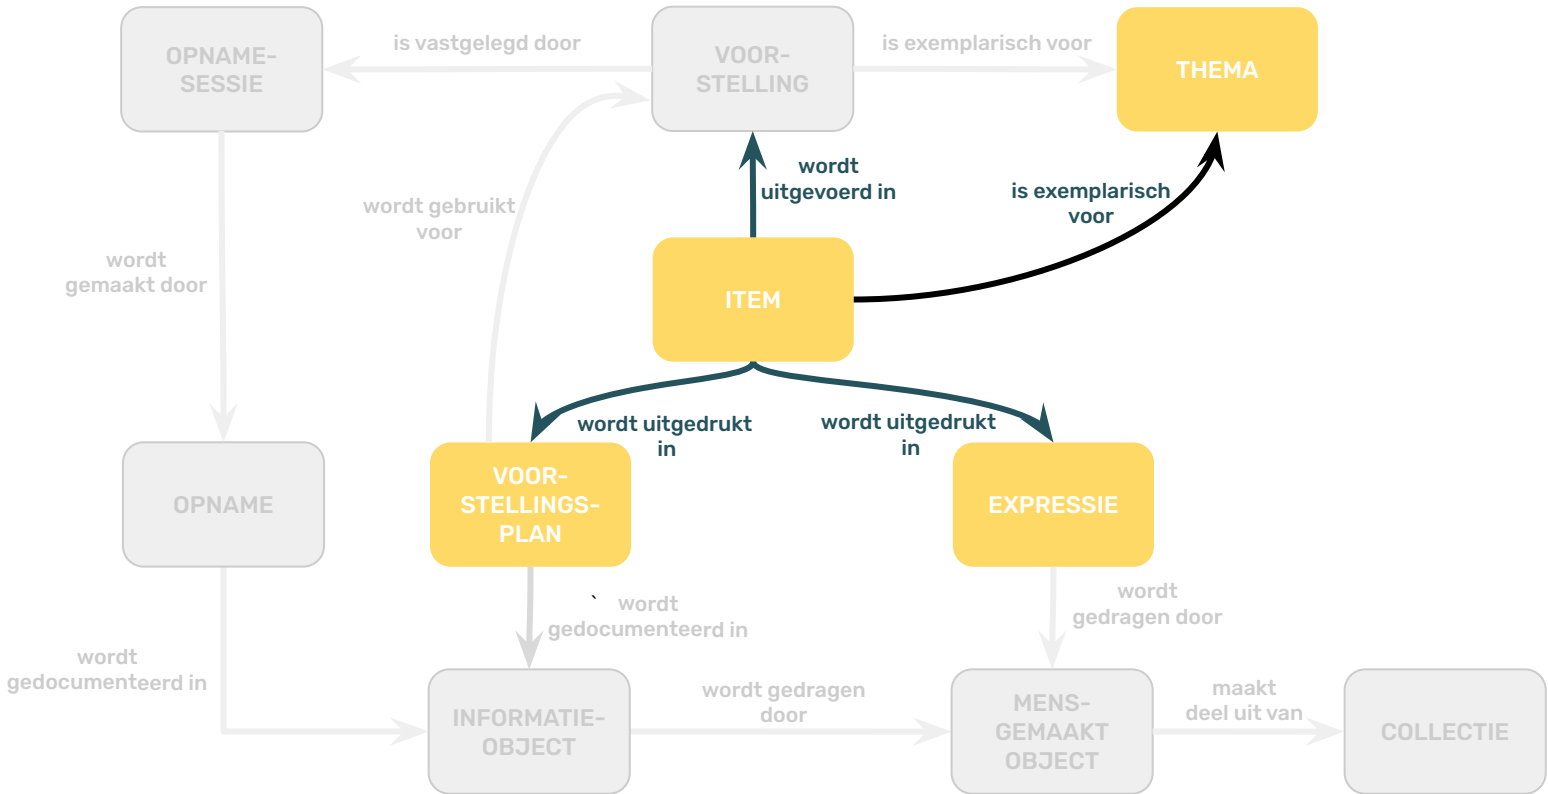 OPNAME-
SESSIE
is vastgelegd door
VOOR-
STELLING
is exemplarisch voor
THEMA
wordt
uitgevoerd in
is exemplarisch
voor
wordt gebruikt
voor
wordt
gemaakt door
ITEM
wordt uitgedrukt
in
wordt uitgedrukt
in
OPNAME
VOOR-
STELLINGS-
PLAN
EXPRESSIE
` wordt
gedocumenteerd in
wordt
gedragen door
wordt
gedocumenteerd in
INFORMATIE-
OBJECT
wordt gedragen
door
MENS-
GEMAAKT
OBJECT
maakt
deel uit van
COLLECTIE